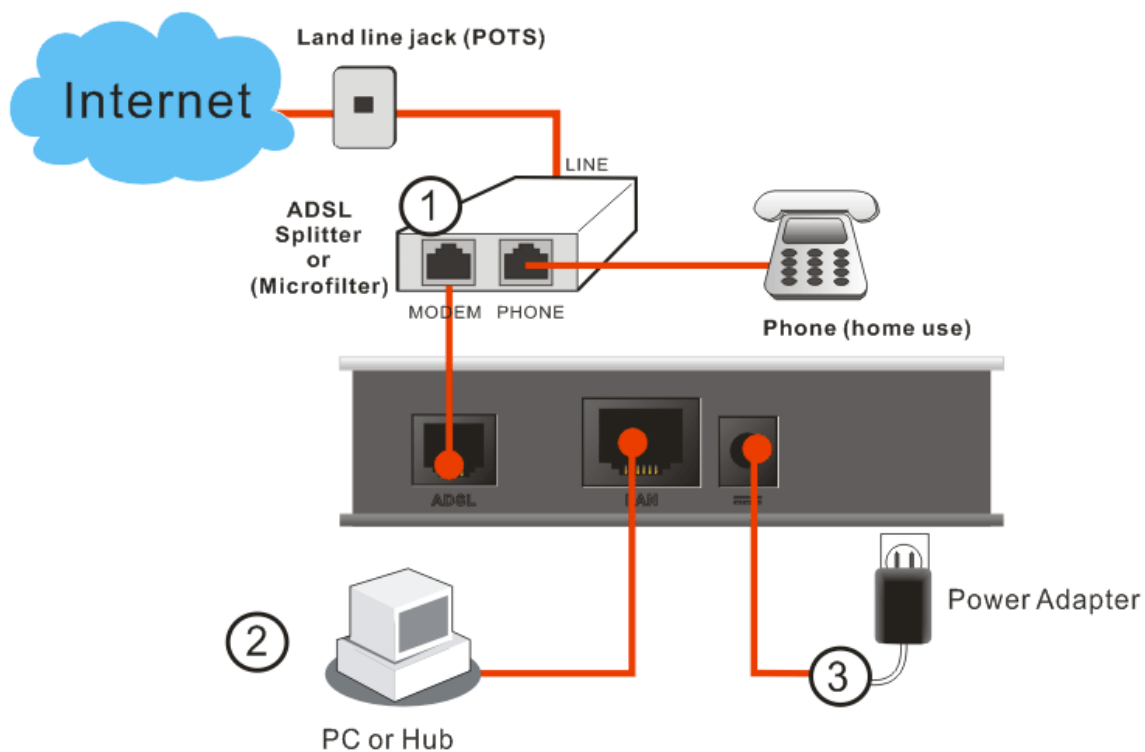 Land line jack (POTS)
Internet
LINE
1
ADSL
Splitter
or
(Microfilter)
MODEM PHONE
Phone (home use)
ADSL
LAN
2
3
Power Adapter
PC or Hub